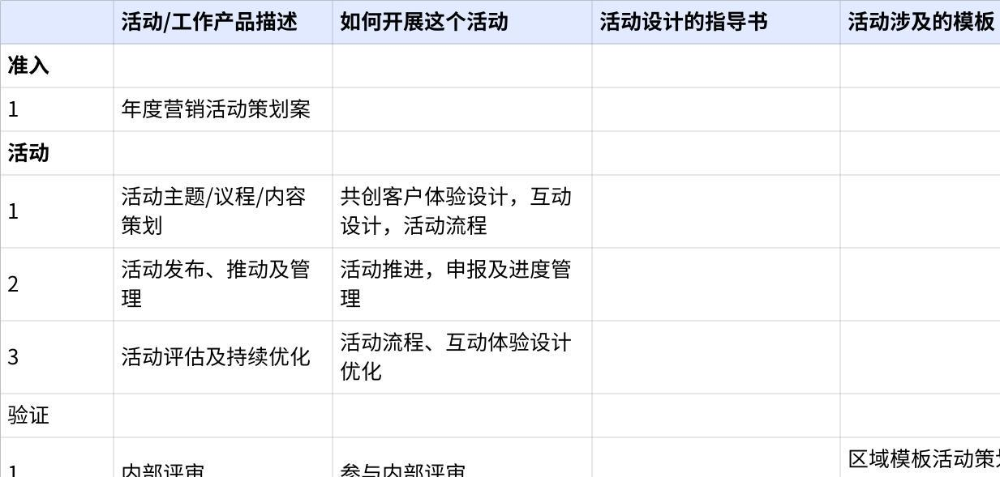 活动/工作产品描述 如何开展这个活动 活动设计的指导书 活动涉及的模板
准入
1 年度营销活动策划案
活动
1 活动主题/议程/内容策划 共创客户体验设计，互动设计，活动流程
2 活动发布、推动及管理 活动推进，申报及进度管理
3 活动评估及持续优化 活动流程、互动体验设计优化
验证
1 内部评审 参与内部评审 区域模板活动策